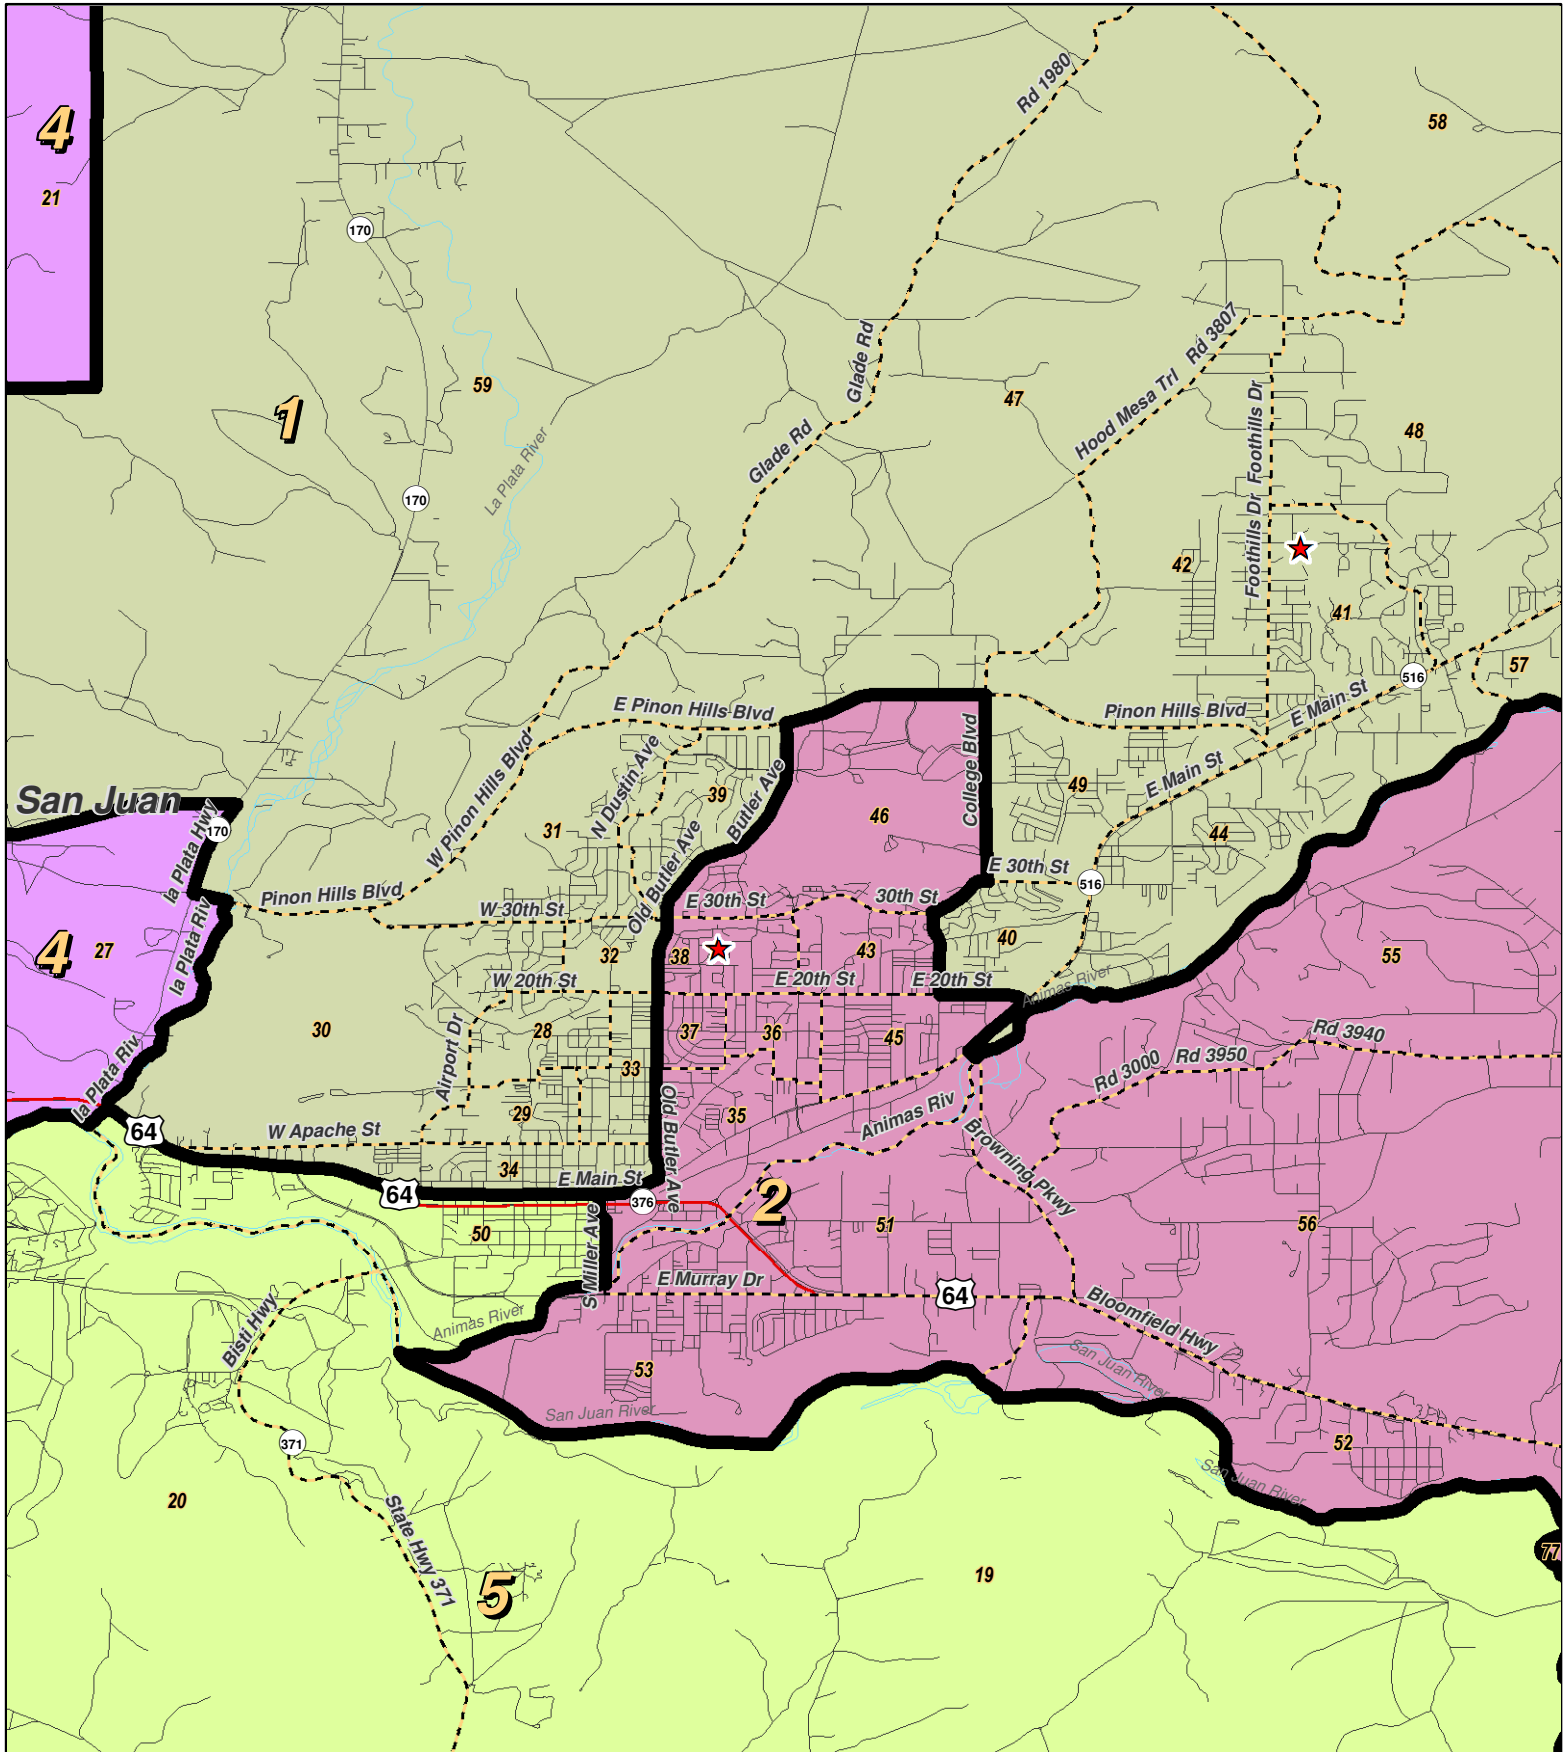 Rd 1980
58
4
21
170
Rd 3807
Glade Rd
59
47
1
Hood Mesa Trl
Foothills Dr
48
Glade Rd
La Plata River
170
Foothills Dr
42
41
57
516
E Pinon Hills Blvd
Pinon Hills Blvd
E Main St
College Blvd
W Pinon Hills Blvd
N Dustin Ave
39
Butler Ave
49
E Main St
San Juan
la Plata Hwy
170
31
46
44
Old Butler Ave
E 30th St
516
Pinon Hills Blvd
W 30th St
E 30th St
30th St
la Plata Riv
4
27
32
38
43
40
55
W 20th St
E 20th St
E 20th St
Animas River
30
Airport Dr
28
37
36
45
Rd 3940
33
Rd 3950
Rd 3000
la Plata Riv
29
Old Butler Ave
35
Animas Riv
64
W Apache St
Browning Pkwy
34
E Main St
64
376
2
50
S Miller Ave
51
56
E Murray Dr
64
Bloomfield Hwy
Bisti Hwy
Animas River
53
San Juan River
San Juan River
371
52
San Juan River
20
State Hwy 371
77
5
19